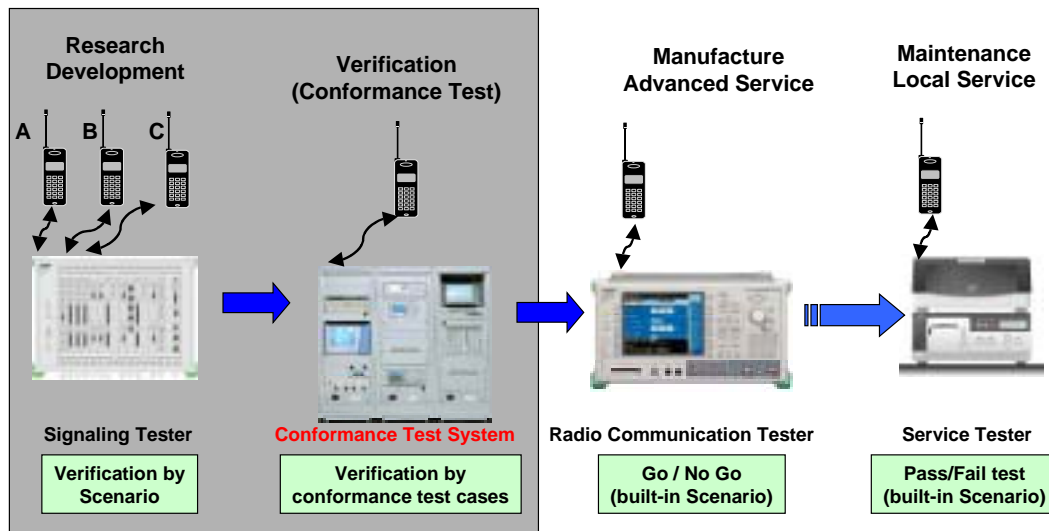 Research
Development
Verification
(Conformance Test)
Manufacture
Advanced Service
Maintenance
Local Service
A
B
C
Signaling Tester
Conformance Test System
Radio Communication Tester
Service Tester
Verification by
Scenario
Verification by
conformance test cases
Go / No Go
(built-in Scenario)
Pass/Fail test
(built-in Scenario)